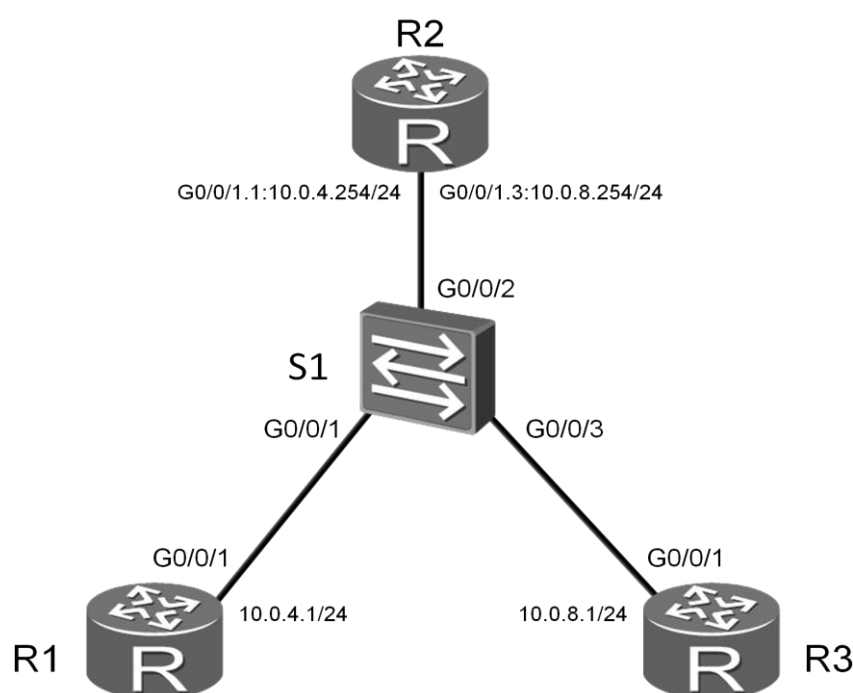 R2
R
G0/0/1.1:10.0.4.254/24 G0/0/1.3:10.0.8.254/24
G0/0/2
S1
G0/0/1 G0/0/3
G0/0/1 G0/0/1
10.0.4.1/24 10.0.8.1/24
R1 R R R3